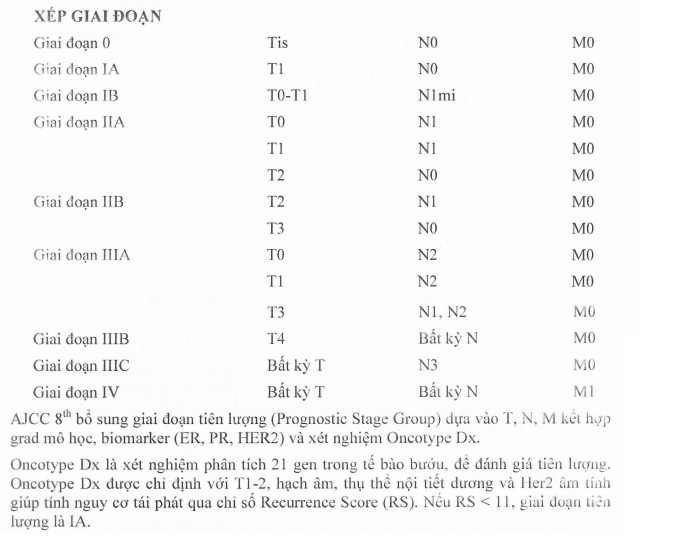 XẾP GIAI ĐOẠN
Giai đoạn 0 Tis N0 M0
Giai đoạn IA T1 N0 M0
Giai đoạn IB T0-T1 N1mi M0
Giai đoạn IIA T0 N1 M0
T1 N1 M0
T2 N0 M0
Giai đoạn IIB T2 N1 M0
T3 N0 M0
Giai đoạn IIIA T0 N2 M0
T1 N2 M0
T3 N1, N2 M0
Giai đoạn IIIB T4 Bất kỳ N M0
Giai đoạn IIIC Bất kỳ T N3 M0
Giai đoạn IV Bất kỳ T Bất kỳ N M1
AJCC 8th bổ sung giai đoạn tiên lượng (Prognostic Stage Group) dựa vào T, N, M kết hợp
grad mô học, biomarker (ER, PR, HER2) và xét nghiệm Oncotype Dx.
Oncotype Dx là xét nghiệm phân tích 21 gen trong tế bào bướu, để đánh giá tiên lượng.
Oncotype Dx được chỉ định với T1-2, hạch âm, thụ thể nội tiết dương và Her2 âm tính
giúp tính nguy cơ tái phát qua chỉ số Recurrence Score (RS). Nếu RS < 11, giai đoạn tiên
lượng là IA.